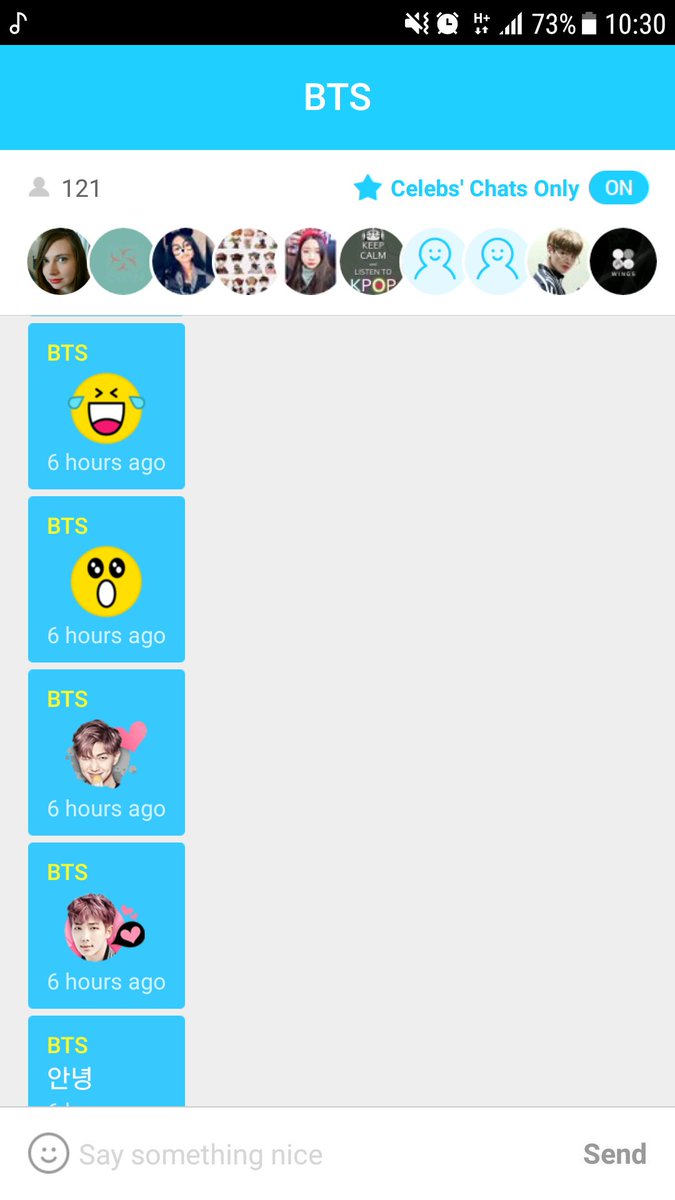 H+
73%
10:30
BTS
121
Celebs' Chats Only
ON
KEEP
CALM
AND
LISTEN TO
KPOP
WINGS
BTS
6 hours ago
BTS
6 hours ago
BTS
6 hours ago
BTS
6 hours ago
BTS
안녕
Say something nice
Send